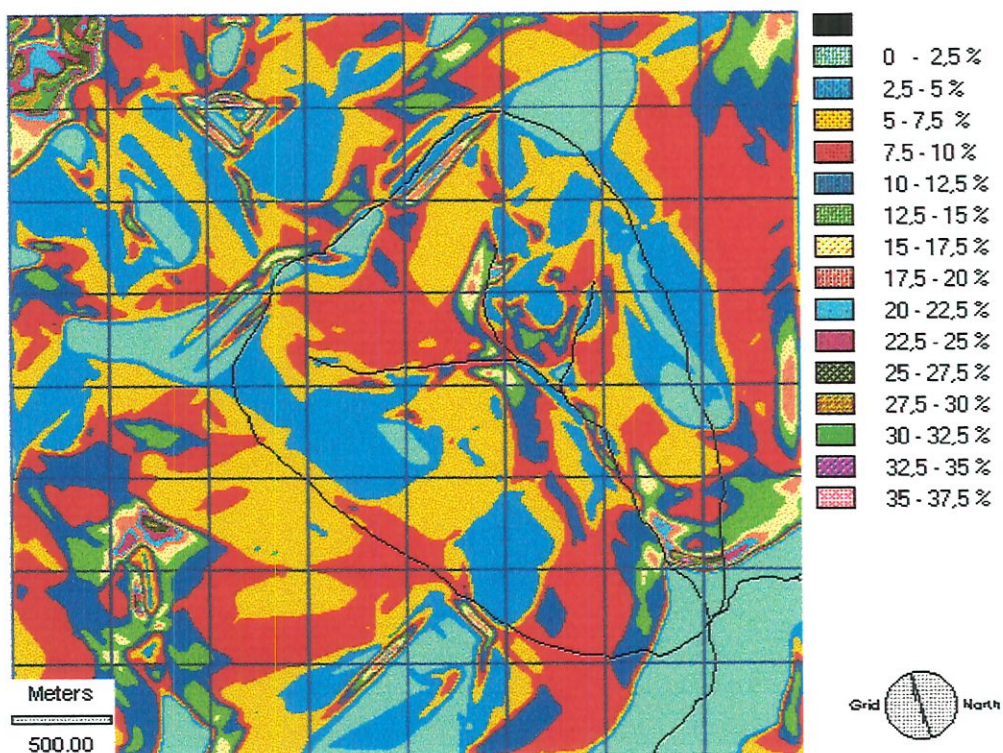 0 - 2,5 %
2,5 - 5 %
5 - 7,5 %
7.5 - 10 %
10 - 12,5 %
12,5 - 15 %
15 - 17,5 %
17,5 - 20 %
20 - 22,5 %
22,5 - 25 %
25 - 27,5 %
27,5 - 30 %
30 - 32,5 %
32,5 - 35 %
35 - 37,5 %
Meters
500.00
Grid North